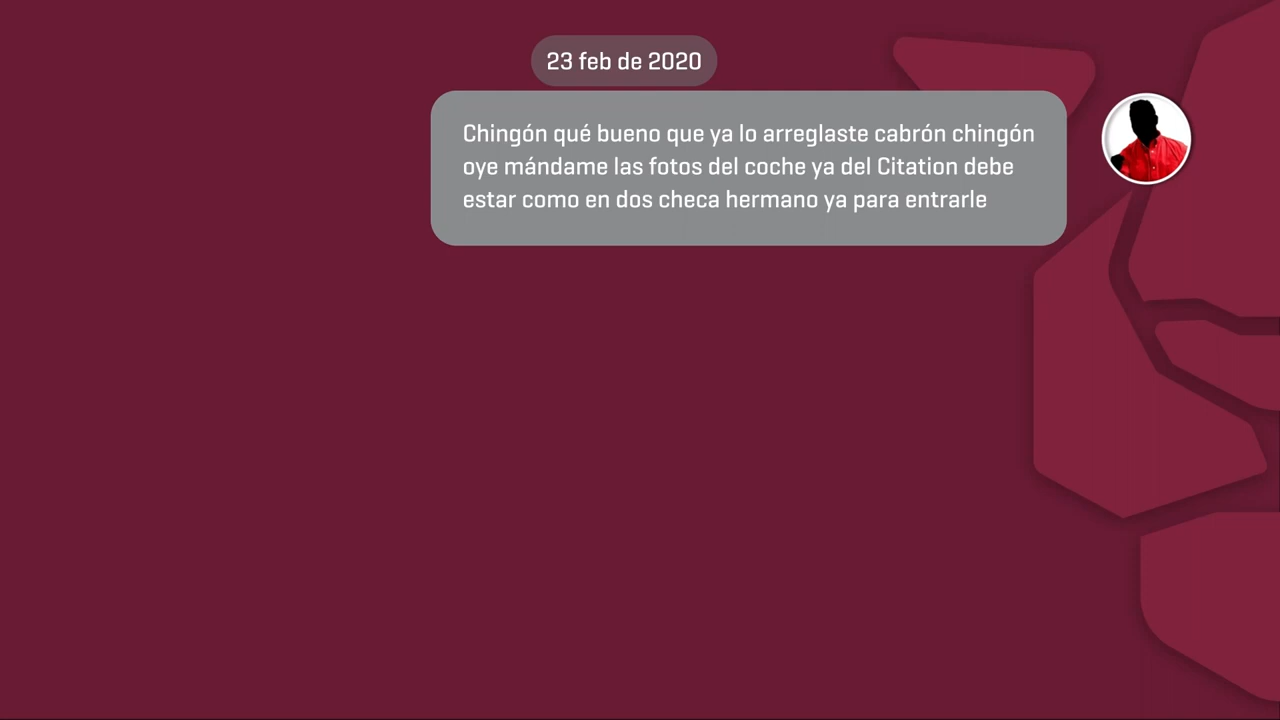 23 feb de 2020
Chingón qué bueno que ya lo arreglaste cabrón chingón
oye mándame las fotos del coche ya del Citation debe
estar como en dos checa hermano ya para entrarle